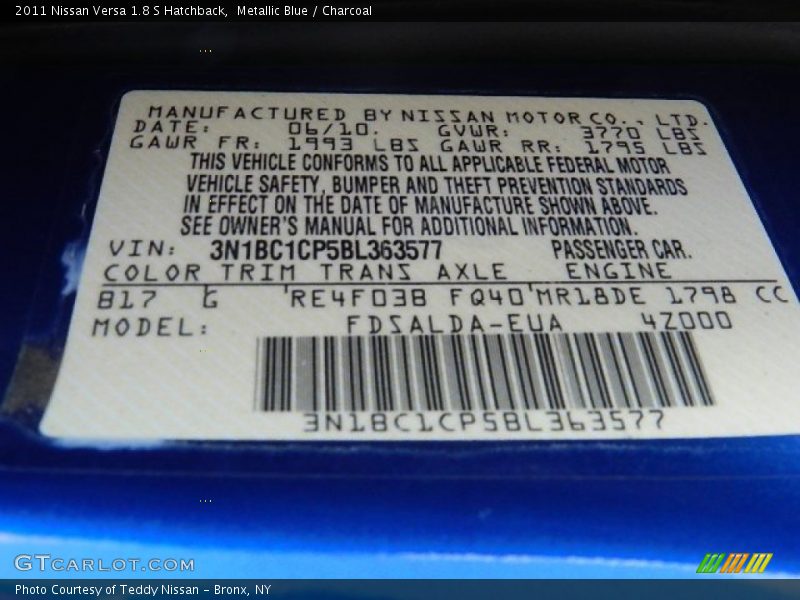 2011 Nissan Versa 1.8 S Hatchback,  Metallic Blue / Charcoal
MANUFACTURED BY NISSAN MOTOR CO., LTD.
DATE: 06/10. GVWR: 3770 LBS
GAWR FR: 1993 LBS GAWR RR: 1795 LBS
THIS VEHICLE CONFORMS TO ALL APPLICABLE FEDERAL MOTOR
VEHICLE SAFETY, BUMPER AND THEFT PREVENTION STANDARDS
IN EFFECT ON THE DATE OF MANUFACTURE SHOWN ABOVE.
SEE OWNER'S MANUAL FOR ADDITIONAL INFORMATION.
VIN: 3N1BC1CP5BL363577 PASSENGER CAR.
COLOR TRIM TRANS AXLE ENGINE
B17 G RE4F03B FQ40 MR18DE 1798 CC
MODEL: FDSALDA-EUA 4Z000
3N1BC1CP5BL363577
GTCARLOT.COM
Photo Courtesy of Teddy Nissan - Bronx, NY